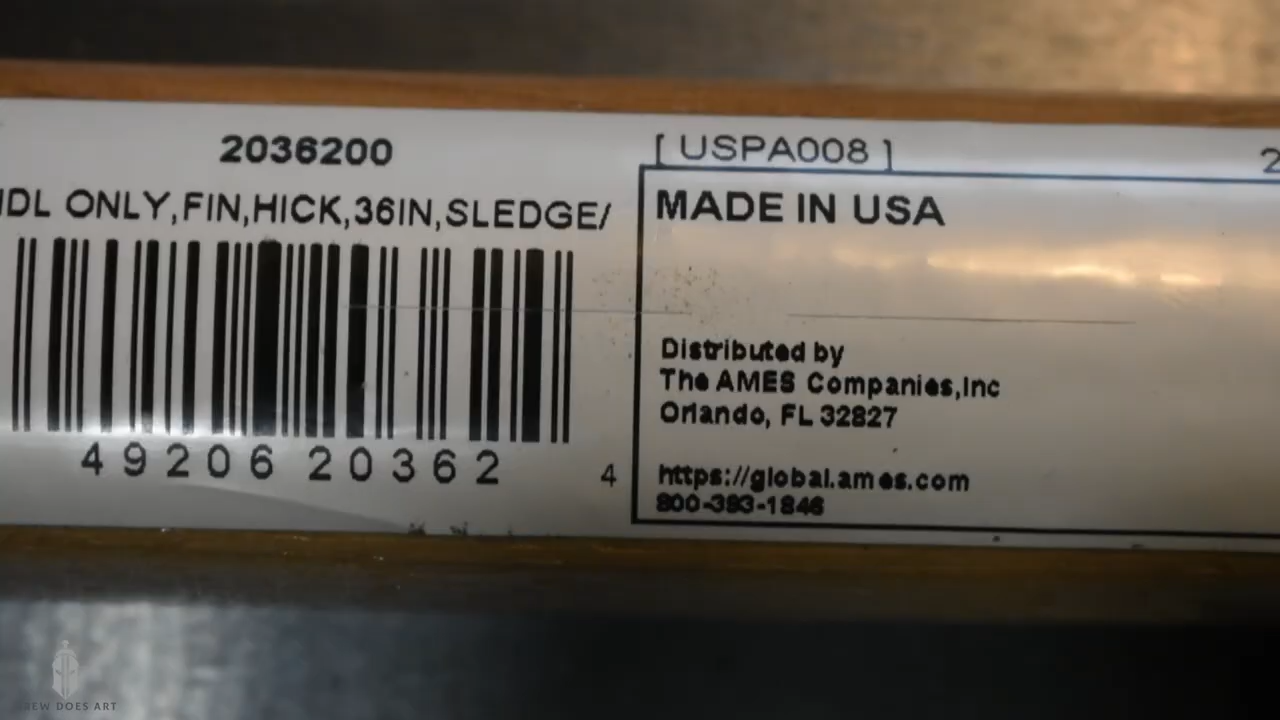 2036200
DL ONLY,FIN,HICK,36IN,SLEDGE/
49206 20362 4
[ USPA008 ]
2
MADE IN USA
Distributed by
The AMES Companies,Inc
Orlando, FL 32827
https://global.ames.com
800-393-1846
DOES ART